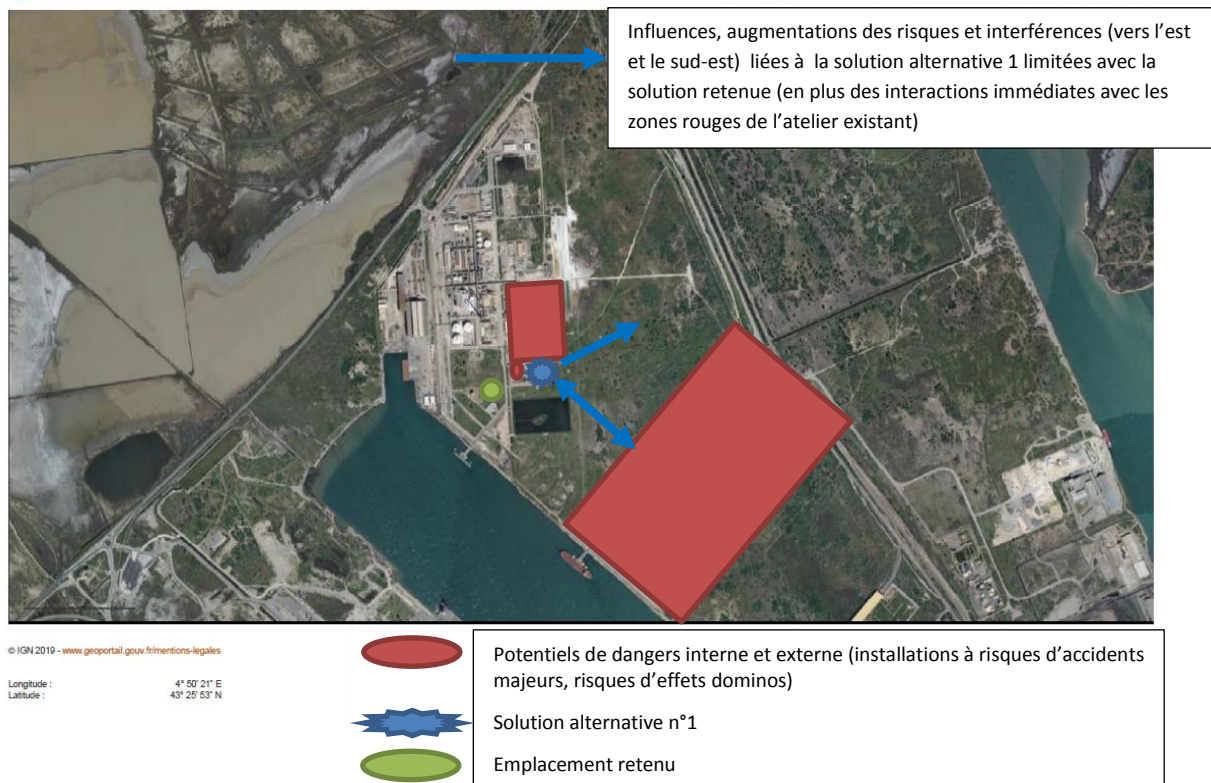 Influences, augmentations des risques et interférences (vers l'est
et le sud-est) liées à la solution alternative 1 limitées avec la
solution retenue (en plus des interactions immédiates avec les
zones rouges de l'atelier existant)
© IGN 2019 - www.geoportail.gouv.fr/mentions-legales
Longitude : 4° 50' 21" E
Latitude : 43° 25' 53" N
Potentiels de dangers interne et externe (installations à risques d'accidents
majeurs, risques d'effets dominos)
Solution alternative n°1
Emplacement retenu